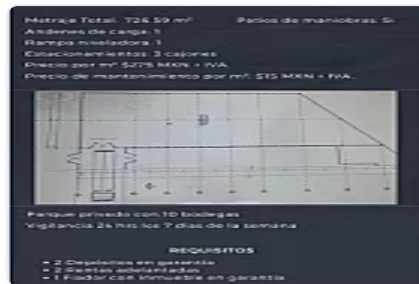 Metraje Total: 726.59 m² Patios de maniobras: Si
Andenes de carga: 1
Rampa niveladora: 1
Estacionamientos: 3 cajones
Precio por m²: $275 MXN + IVA
Precio de mantenimiento por m²: $15 MXN + IVA.
Parque privado con 10 bodegas
Vigilancia 24 hrs los 7 días de la semana
REQUISITOS
• 2 Depósitos en garantía
• 2 Rentas adelantadas
• 1 Fiador con inmueble en garantía